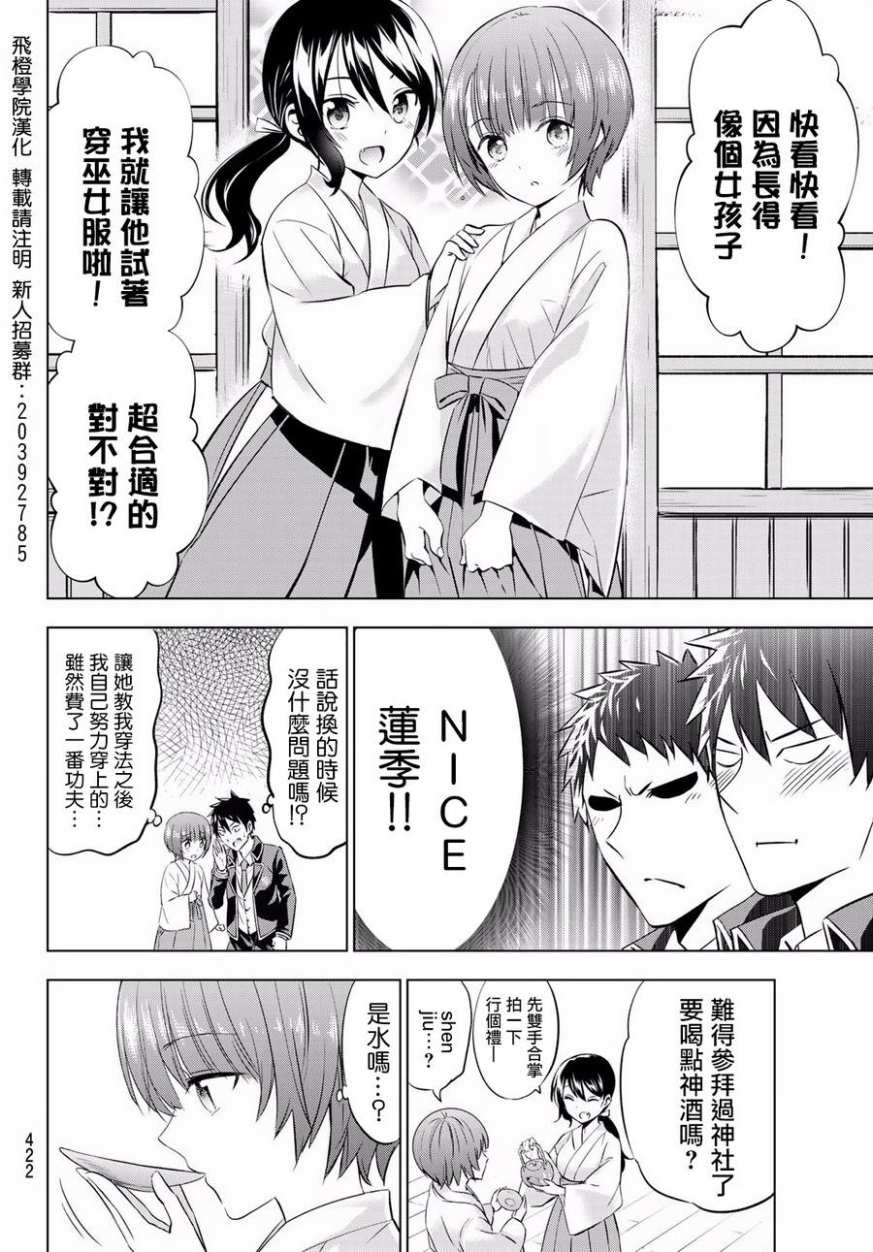 快看快看！
因為長得
像個女孩子
我就讓他試著
穿巫女服啦！
超合適的
對不對!?
NICE
蓮季!!
話說換的時候
沒什麼問題嗎!?
讓她教我穿法之後
我自己努力穿上的…
雖然費了一番功夫…
難得參拜過神社了
要喝點神酒嗎？
先雙手合掌
拍一下
行個禮—
shen
jiu…？
是水嗎…？
飛橙學院漢化 轉載請注明 新人招募群：20392785
422